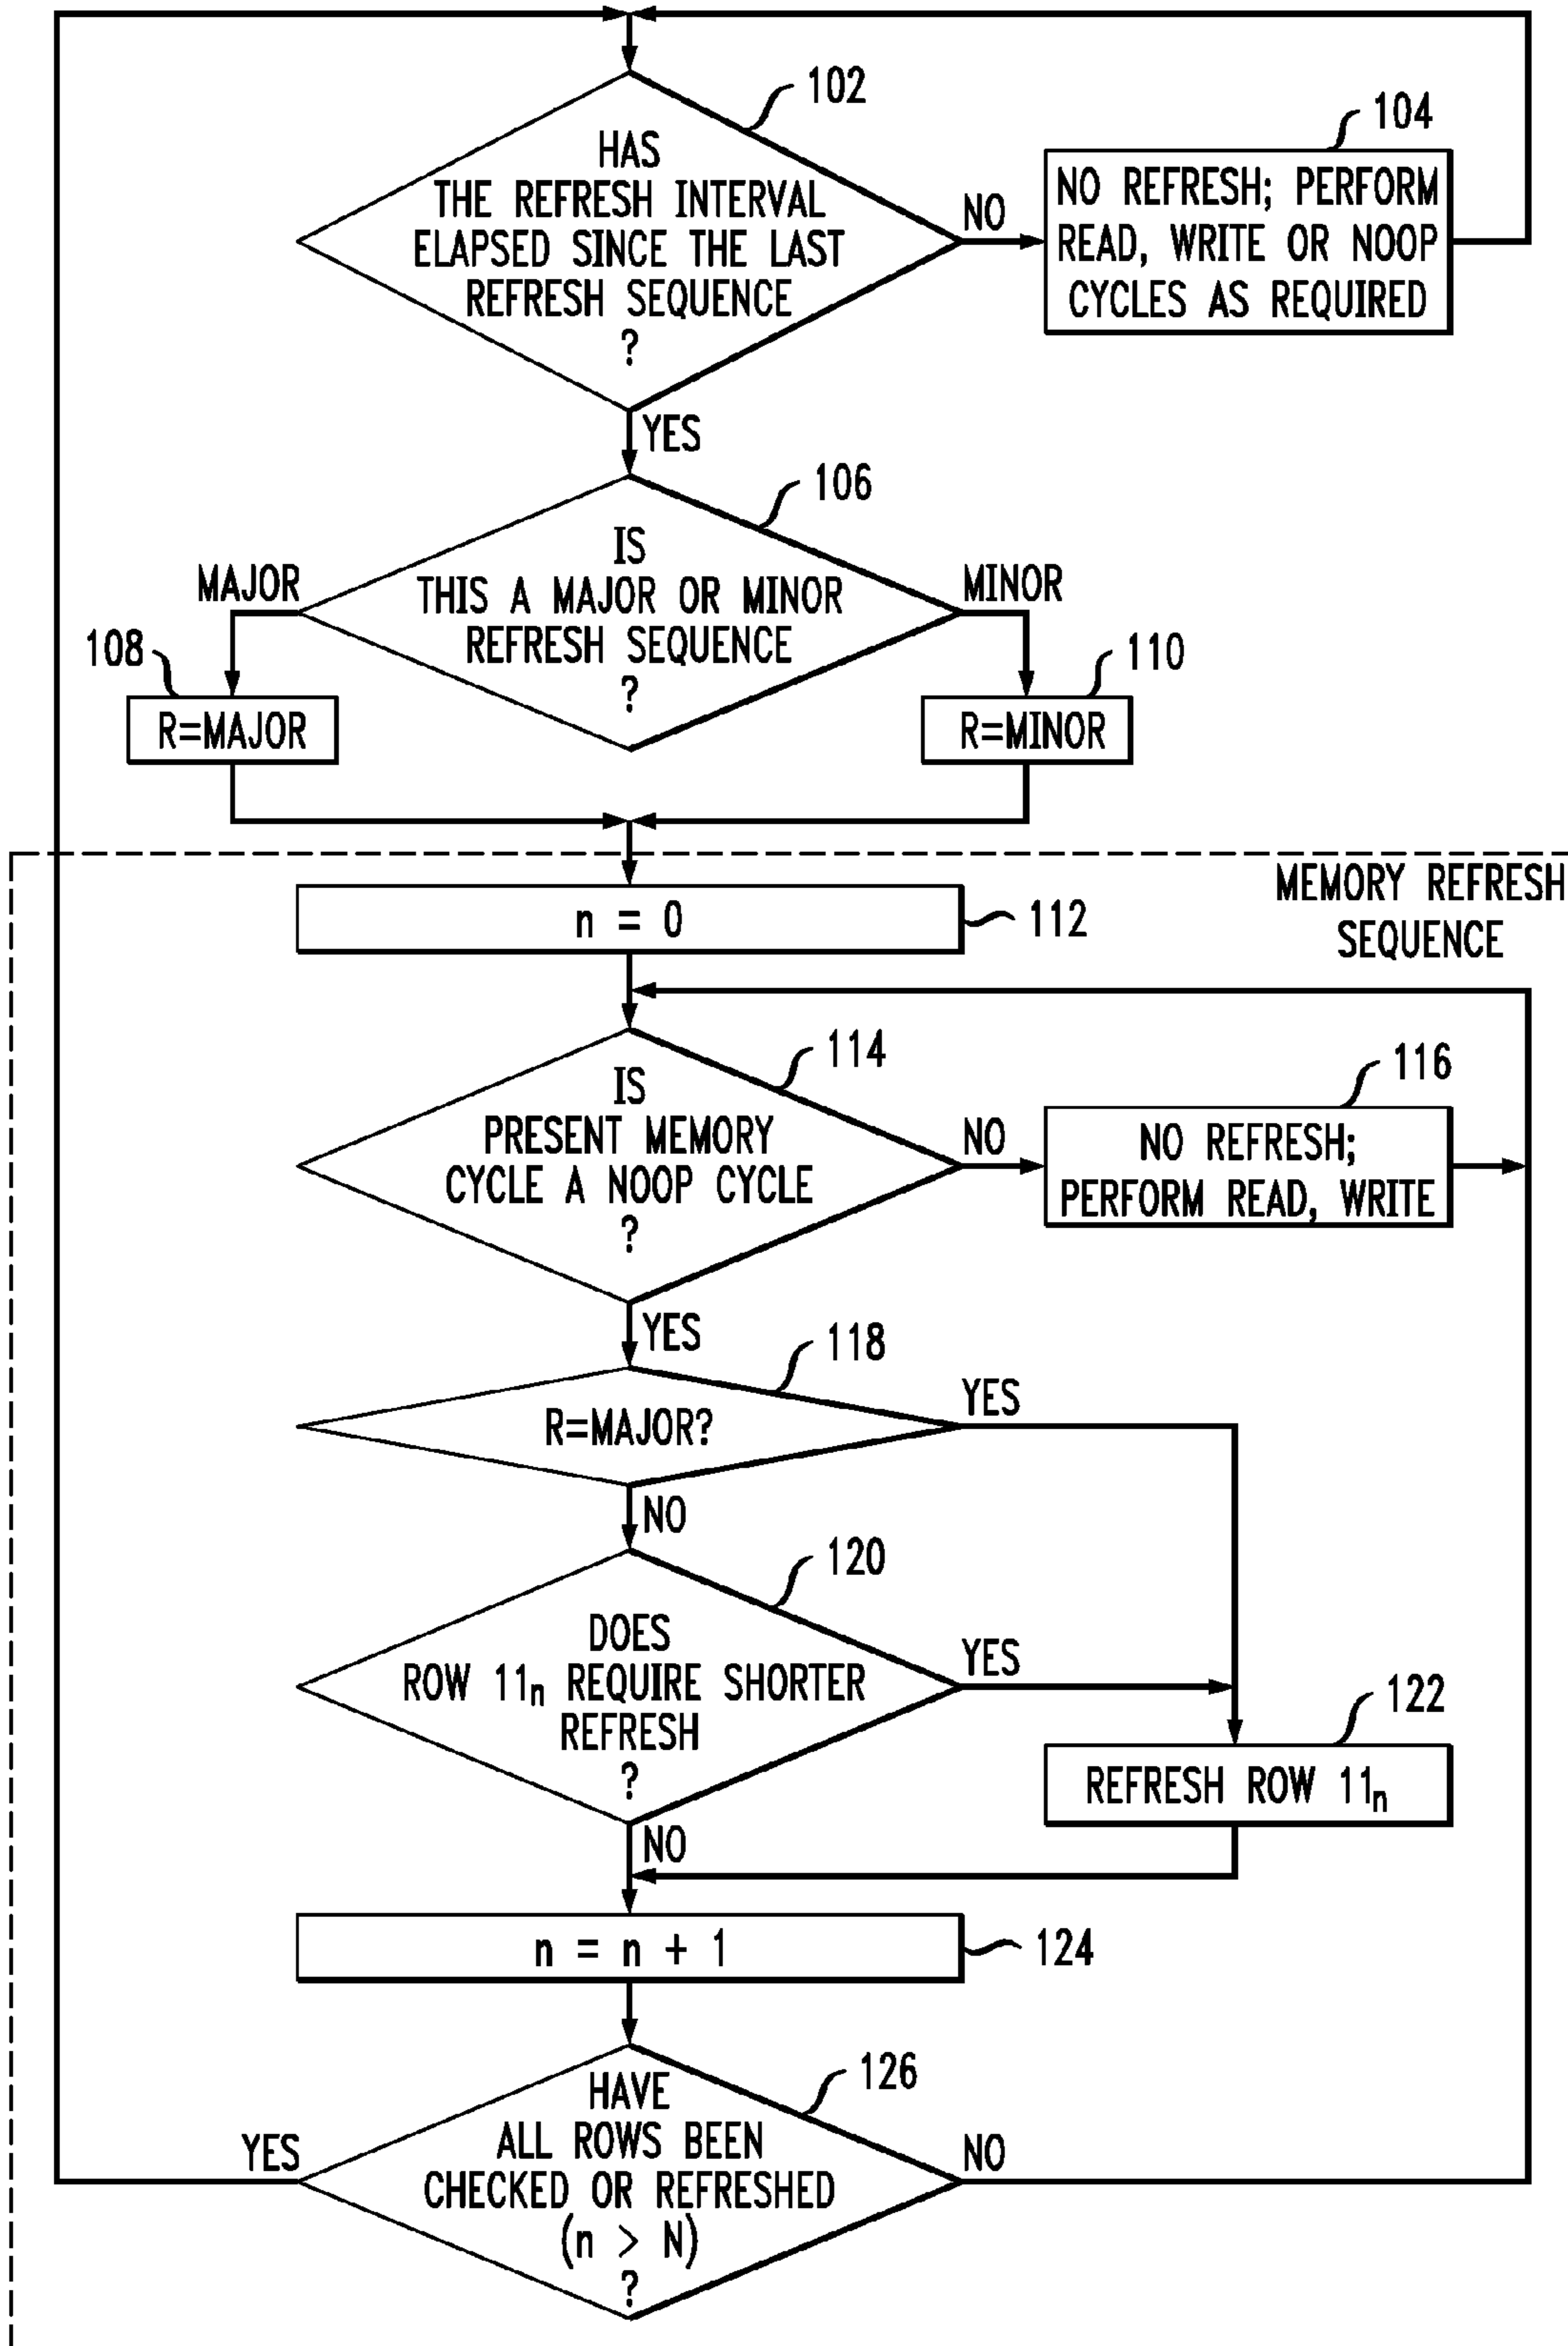 102
HAS
THE REFRESH INTERVAL
ELAPSED SINCE THE LAST
REFRESH SEQUENCE
?
NO
104
NO REFRESH; PERFORM
READ, WRITE OR NOOP
CYCLES AS REQUIRED
YES
106
IS
THIS A MAJOR OR MINOR
REFRESH SEQUENCE
?
MAJOR
MINOR
108
R=MAJOR
110
R=MINOR
MEMORY REFRESH
SEQUENCE
n = 0
112
114
IS
PRESENT MEMORY
CYCLE A NOOP CYCLE
?
NO
116
NO REFRESH;
PERFORM READ, WRITE
YES
118
R=MAJOR?
YES
NO
120
DOES
ROW 11n REQUIRE SHORTER
REFRESH
?
YES
122
REFRESH ROW 11n
NO
n = n + 1
124
126
HAVE
ALL ROWS BEEN
CHECKED OR REFRESHED
(n > N)
?
YES
NO